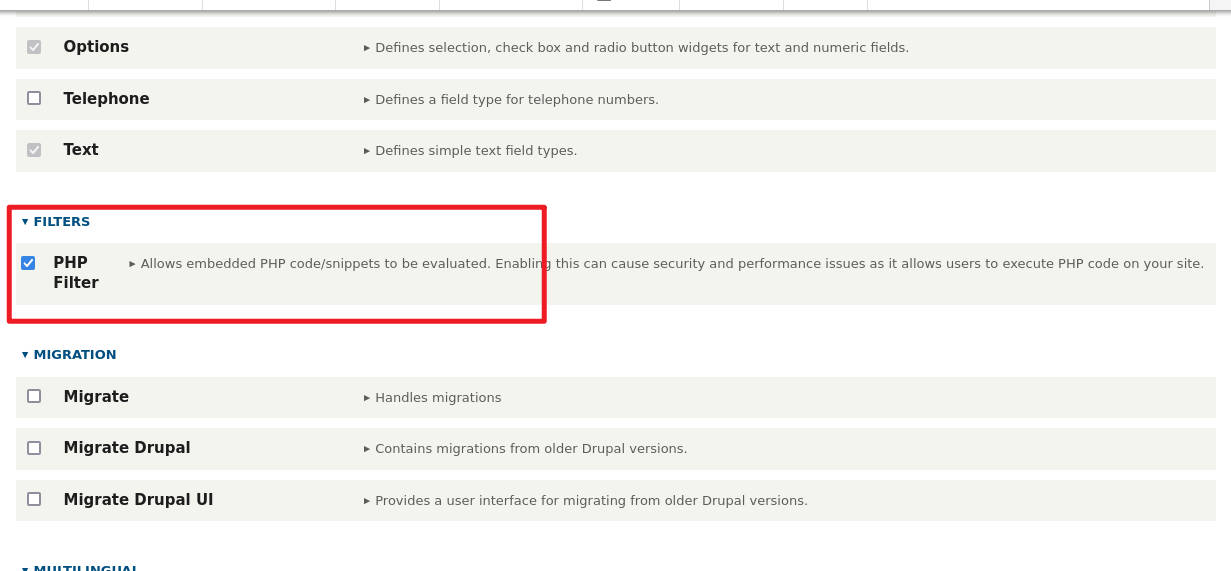 Options
▸ Defines selection, check box and radio button widgets for text and numeric fields.
Telephone
▸ Defines a field type for telephone numbers.
Text
▸ Defines simple text field types.
▾ FILTERS
PHP
Filter
▸ Allows embedded PHP code/snippets to be evaluated. Enabling this can cause security and performance issues as it allows users to execute PHP code on your site.
▾ MIGRATION
Migrate
▸ Handles migrations
Migrate Drupal
▸ Contains migrations from older Drupal versions.
Migrate Drupal UI
▸ Provides a user interface for migrating from older Drupal versions.
▾ MULTILINGUAL